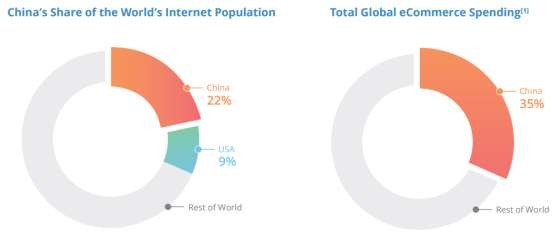 China’s Share of the World’s Internet Population
China
22%
USA
9%
Rest of World
Total Global eCommerce Spending[1]
China
35%
Rest of World